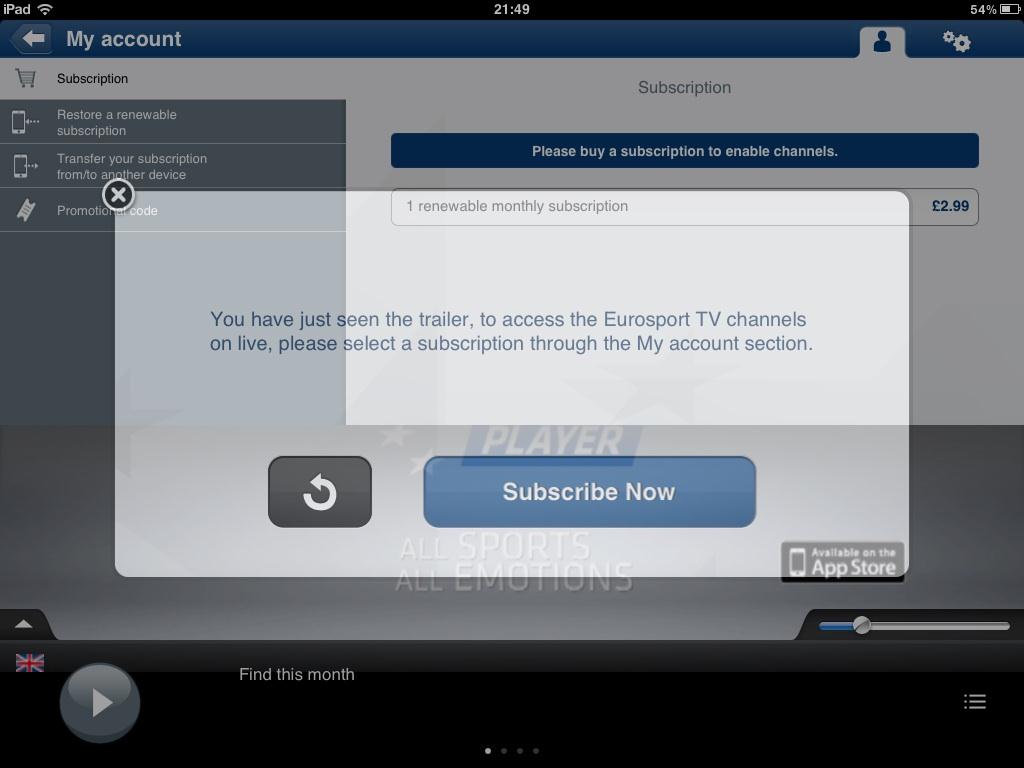 iPad
21:49
54%
My account
Subscription
Restore a renewable
subscription
Transfer your subscription
from/to another device
Promotional code
Subscription
Please buy a subscription to enable channels.
1 renewable monthly subscription
£2.99
You have just seen the trailer, to access the Eurosport TV channels
on live, please select a subscription through the My account section.
PLAYER
Subscribe Now
ALL SPORTS
ALL EMOTIONS
Available on the
App Store
Find this month